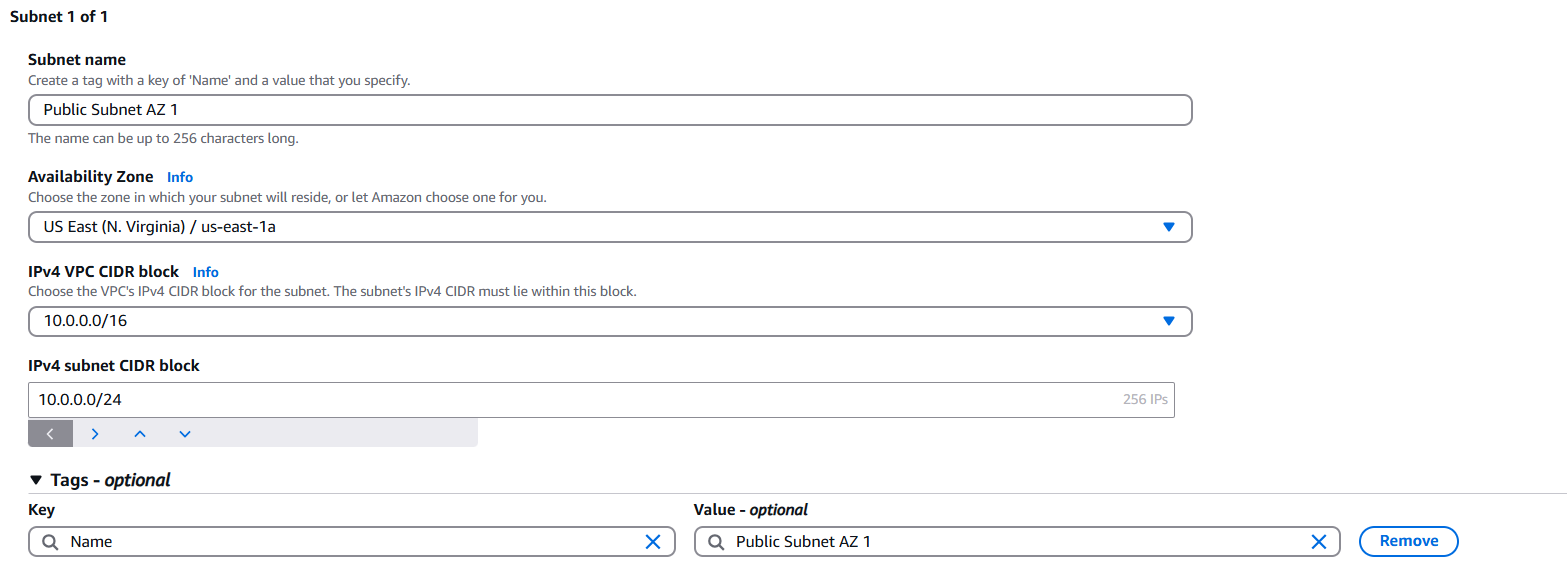 Subnet 1 of 1
Subnet name
Create a tag with a key of 'Name' and a value that you specify.
Public Subnet AZ 1
The name can be up to 256 characters long.
Availability Zone Info
Choose the zone in which your subnet will reside, or let Amazon choose one for you.
US East (N. Virginia) / us-east-1a
IPv4 VPC CIDR block Info
Choose the VPC's IPv4 CIDR block for the subnet. The subnet's IPv4 CIDR must lie within this block.
10.0.0.0/16
IPv4 subnet CIDR block
10.0.0.0/24 256 IPs
Tags - optional
Key Value - optional
Name Public Subnet AZ 1 Remove